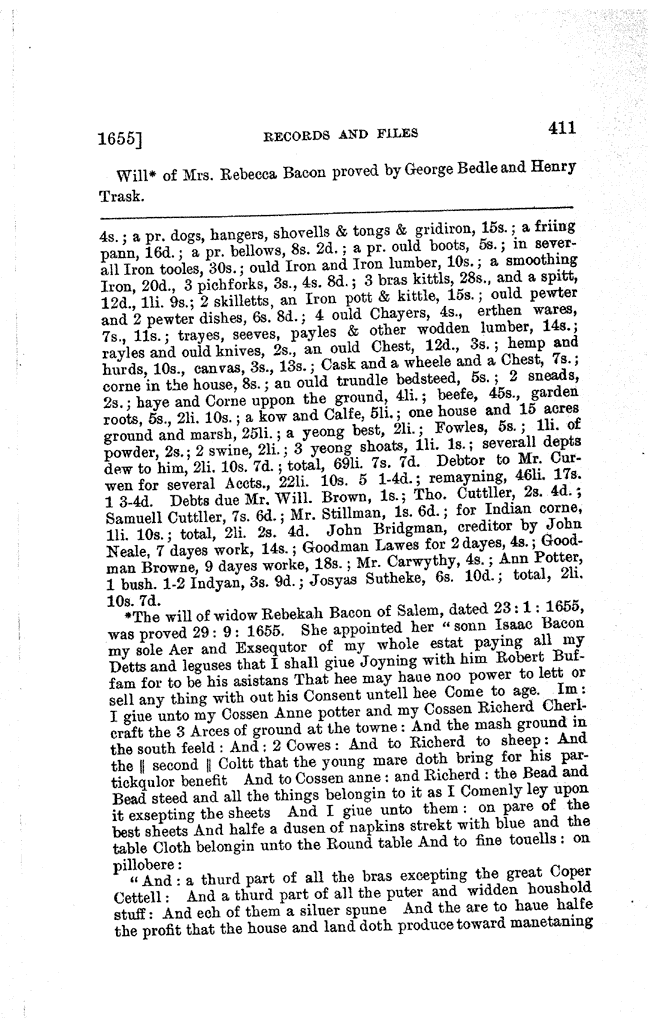 1655]
RECORDS AND FILES
411
Will* of Mrs. Rebecca Bacon proved by George Bedle and Henry
Trask.
4s.; a pr. dogs, hangers, shovells & tongs & gridiron, 15s.; a friing
pann, 16d.; a pr. bellows, 8s. 2d.; a pr. ould boots, 5s.; in sever-
all Iron tooles, 30s.; ould Iron and Iron lumber, 10s.; a smoothing
Iron, 20d., 3 pichforks, 3s., 4s. 8d.; 3 bras kittls, 28s., and a spitt,
12d., 1li. 9s.; 2 skilletts, an Iron pott & kittle, 15s.; ould pewter
and 2 pewter dishes, 6s. 8d.; 4 ould Chayers, 4s., erthen wares,
7s., 11s.; trayes, seeves, payles & other wodden lumber, 14s.;
rayles and ould knives, 2s., an ould Chest, 12d., 3s.; hemp and
hurds, 10s., canvas, 3s., 13s.; Cask and a wheele and a Chest, 7s.;
corne in the house, 8s.; an ould trundle bedsteed, 5s.; 2 sneads,
2s.; haye and Corne uppon the ground, 4li.; beefe, 45s., garden
roots, 5s., 2li. 10s.; a kow and Calfe, 5li.; one house and 15 acres
ground and marsh, 25li.; a yeong best, 2li.; Fowles, 5s.; 1li. of
powder, 2s.; 2 swine, 2li.; 3 yeong shoats, 1li. 1s.; severall depts
dew to him, 2li. 10s. 7d.; total, 69li. 7s. 7d. Debtor to Mr. Cur-
wen for several Accts., 22li. 10s. 5 1-4d.; remayning, 46li. 17s.
1 3-4d. Debts due Mr. Will. Brown, 1s.; Tho. Cuttler, 2s. 4d.;
Samuell Cuttler, 7s. 6d.; Mr. Stillman, 1s. 6d.; for Indian corne,
1li. 10s.; total, 2li. 2s. 4d. John Bridgman, creditor by John
Neale, 7 dayes work, 14s.; Goodman Lawes for 2 dayes, 4s.; Good-
man Browne, 9 dayes worke, 18s.; Mr. Carwythy, 4s.; Ann Potter,
1 bush. 1-2 Indyan, 3s. 9d.; Josyas Sutheke, 6s. 10d.; total, 2li.
10s. 7d.
*The will of widow Rebekah Bacon of Salem, dated 23: 1: 1655,
was proved 29: 9: 1655. She appointed her "sonn Isaac Bacon
my sole Aer and Exsequtor of my whole estat paying all my
Detts and leguses that I shall giue Joyning with him Robert Buf-
fam for to be his asistans That hee may haue noo power to lett or
sell any thing with out his Consent untell hee Come to age. Im:
I giue unto my Cossen Anne potter and my Cossen Richerd Cherl-
craft the 3 Arces of ground at the towne: And the mash ground in
the south feeld: And: 2 Cowes: And to Richerd to sheep: And
the || second || Coltt that the young mare doth bring for his par-
tickqulor benefit And to Cossen anne: and Richerd: the Bead and
Bead steed and all the things belongin to it as I Comenly ley upon
it exsepting the sheets And I giue unto them: on pare of the
best sheets And halfe a dusen of napkins strekt with blue and the
table Cloth belongin unto the Round table And to fine touells: on
pillobere:
"And: a thurd part of all the bras excepting the great Coper
Cettell: And a thurd part of all the puter and widden houshold
stuff: And ech of them a siluer spune And the are to haue halfe
the profit that the house and land doth produce toward manetaning